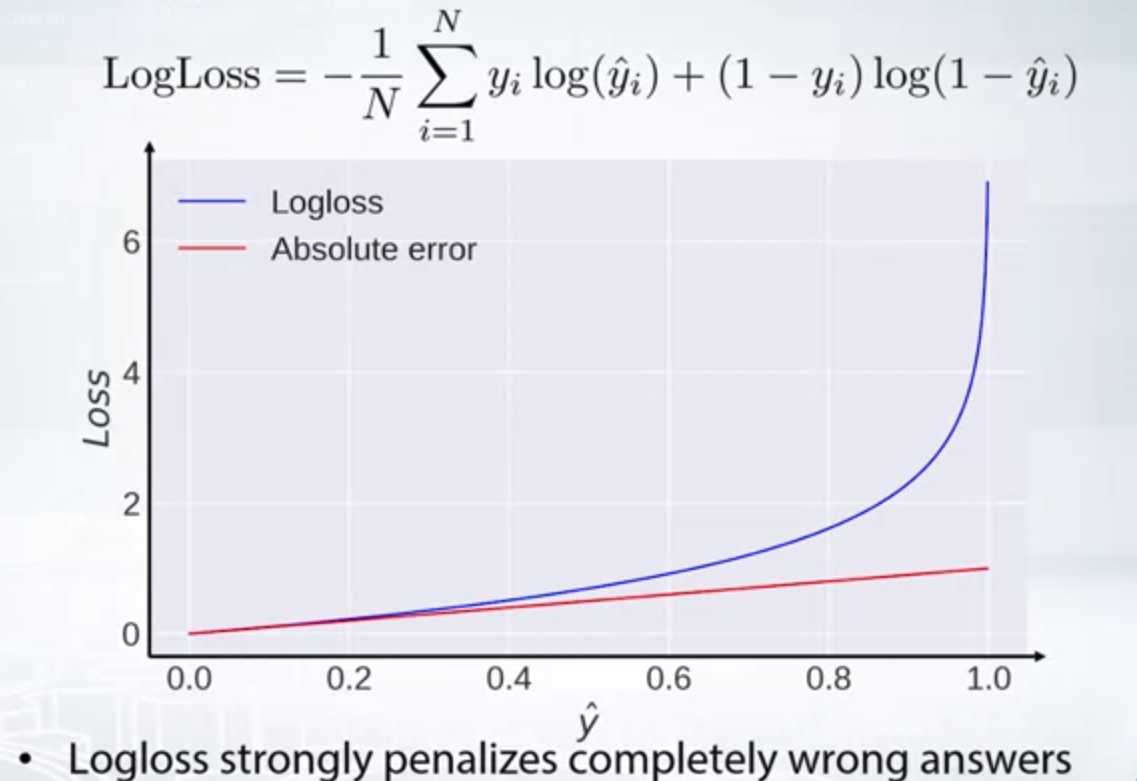 LogLoss = -\frac{1}{N} \sum_{i=1}^{N} y_i \log(\hat{y}_i) + (1 - y_i) \log(1 - \hat{y}_i)
Logloss
Absolute error
6
4
2
0
Loss
0.0 0.2 0.4 0.6 0.8 1.0
ŷ
• Logloss strongly penalizes completely wrong answers